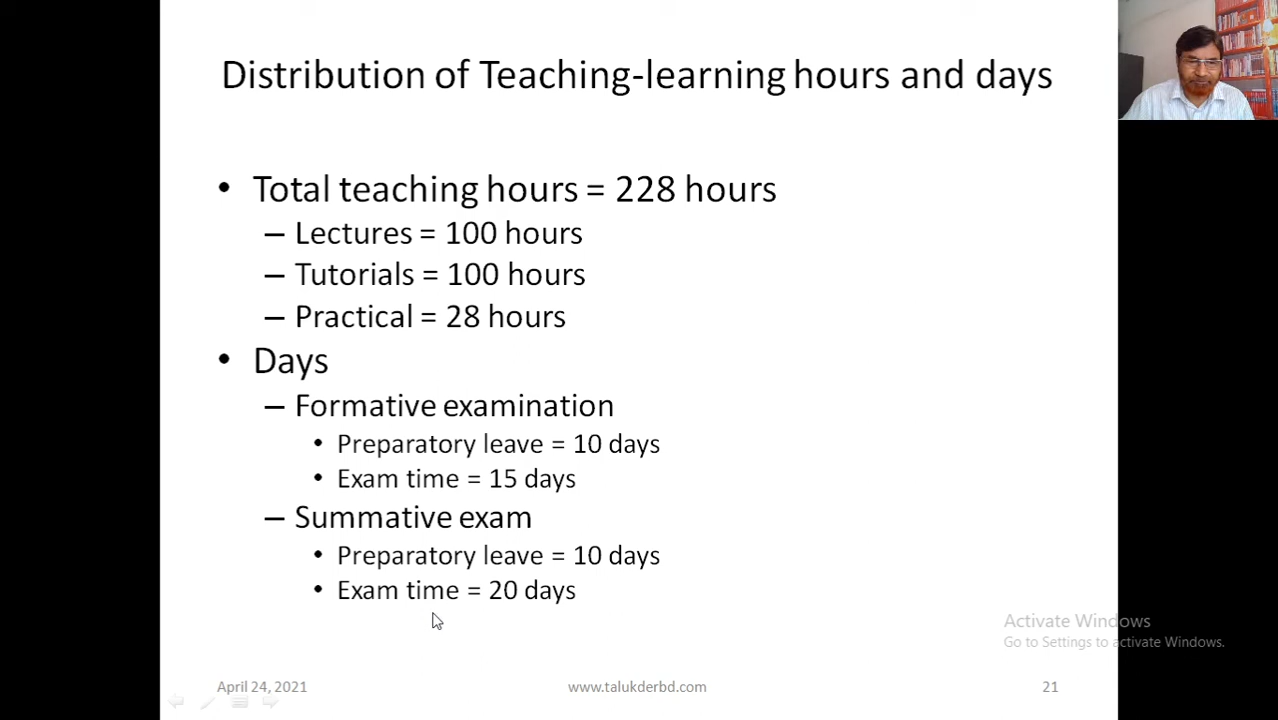 Distribution of Teaching-learning hours and days
• Total teaching hours = 228 hours
– Lectures = 100 hours
– Tutorials = 100 hours
– Practical = 28 hours
• Days
– Formative examination
• Preparatory leave = 10 days
• Exam time = 15 days
– Summative exam
• Preparatory leave = 10 days
• Exam time = 20 days
Activate Windows
Go to Settings to activate Windows.
April 24, 2021
www.talukderbd.com
21